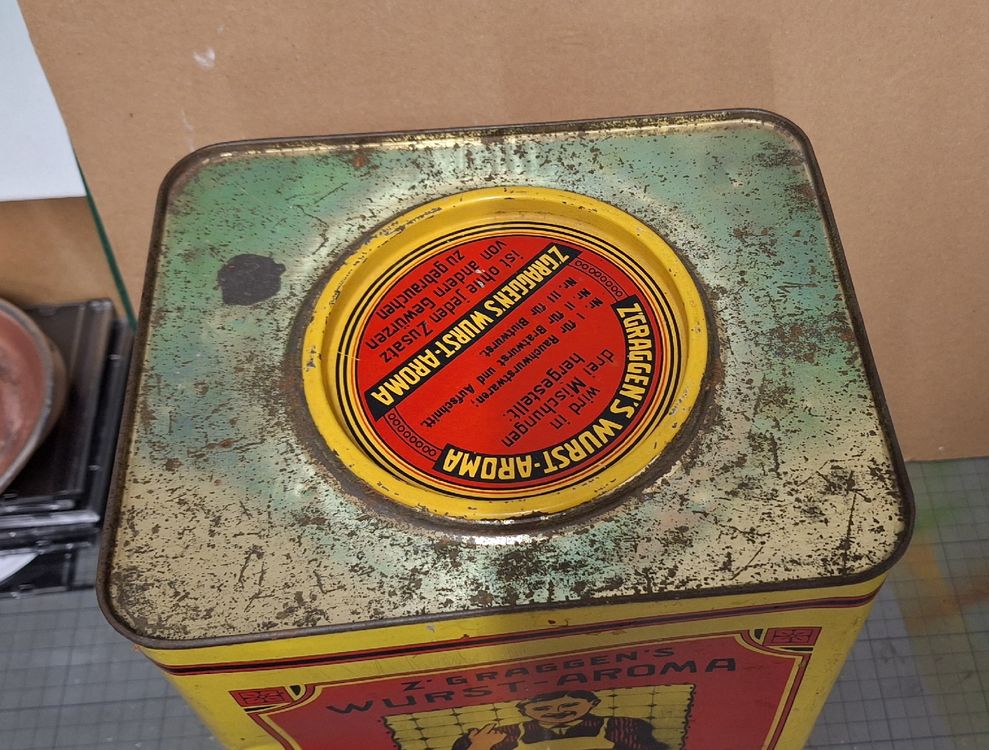 Z'GRAGGEN'S WURST-AROMA
wird in
drei Mischungen
hergestellt:
Nr. I für Rauchwurstwaren,
Nr. II für Bratwurst und Aufschnitt.
Nr. III für Blutwurst.
Z'GRAGGEN'S WURST-AROMA
ist ohne jeden Zusatz
von andern Gewürzen
zu gebrauchen
Z'GRAGGEN'S
WURST-AROMA